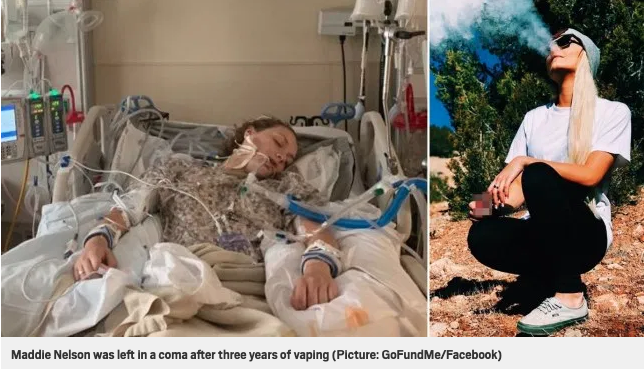 Maddie Nelson was left in a coma after three years of vaping (Picture: GoFundMe/Facebook)